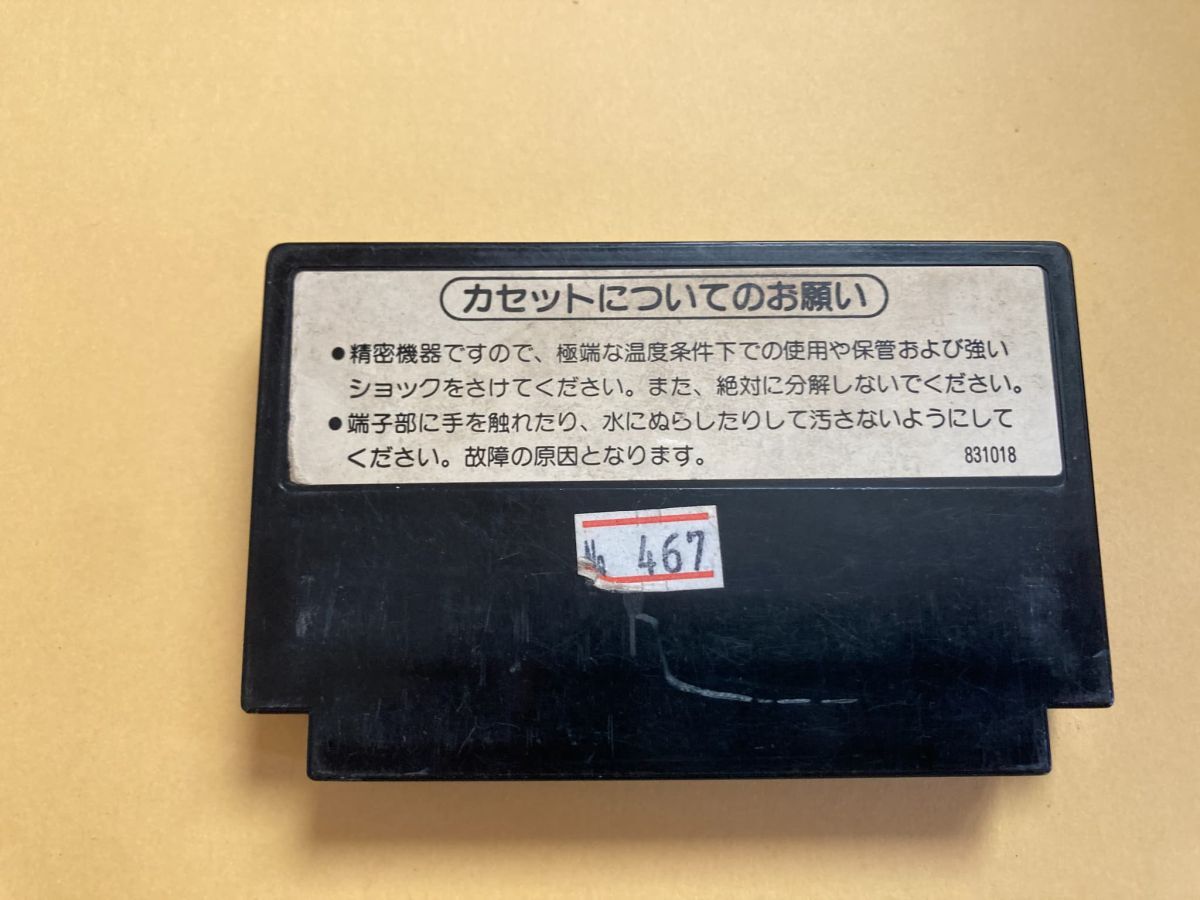 カセットについてのお願い
●精密機器ですので、極端な温度条件下での使用や保管および強い
ショックをさけてください。また、絶対に分解しないでください。
●端子部に手を触れたり、水にぬらしたりして汚さないようにして
ください。故障の原因となります。 831018
No 467